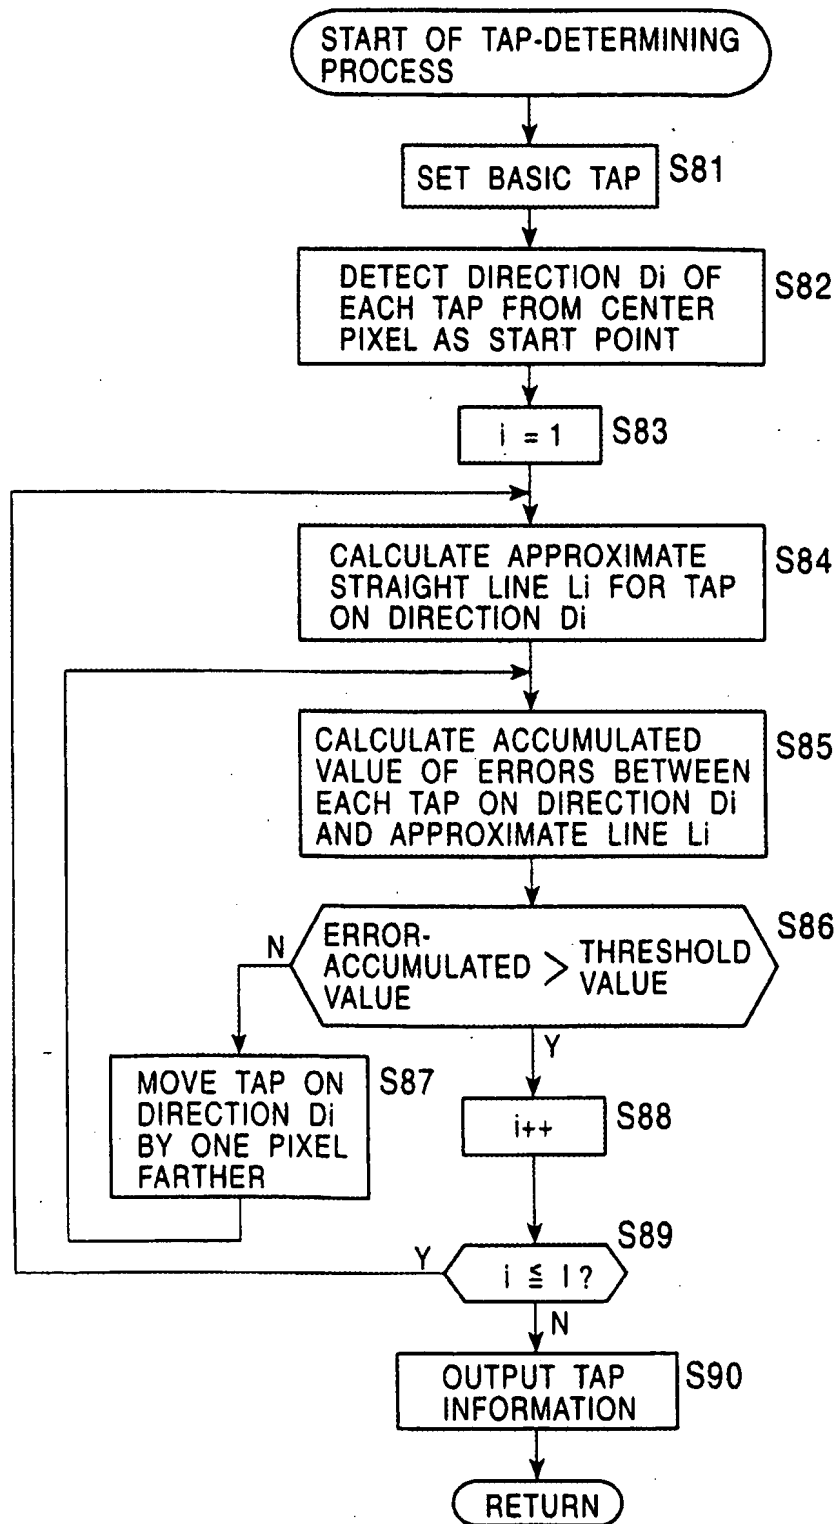 START OF TAP-DETERMINING
PROCESS
SET BASIC TAP
S81
DETECT DIRECTION Di OF
EACH TAP FROM CENTER
PIXEL AS START POINT
S82
i = 1
S83
CALCULATE APPROXIMATE
STRAIGHT LINE Li FOR TAP
ON DIRECTION Di
S84
CALCULATE ACCUMULATED
VALUE OF ERRORS BETWEEN
EACH TAP ON DIRECTION Di
AND APPROXIMATE LINE Li
S85
ERROR-
ACCUMULATED
VALUE
>
THRESHOLD
VALUE
S86
N
Y
MOVE TAP ON
DIRECTION Di
BY ONE PIXEL
FARTHER
S87
i++
S88
i ≦ I ?
S89
Y
N
OUTPUT TAP
INFORMATION
S90
RETURN